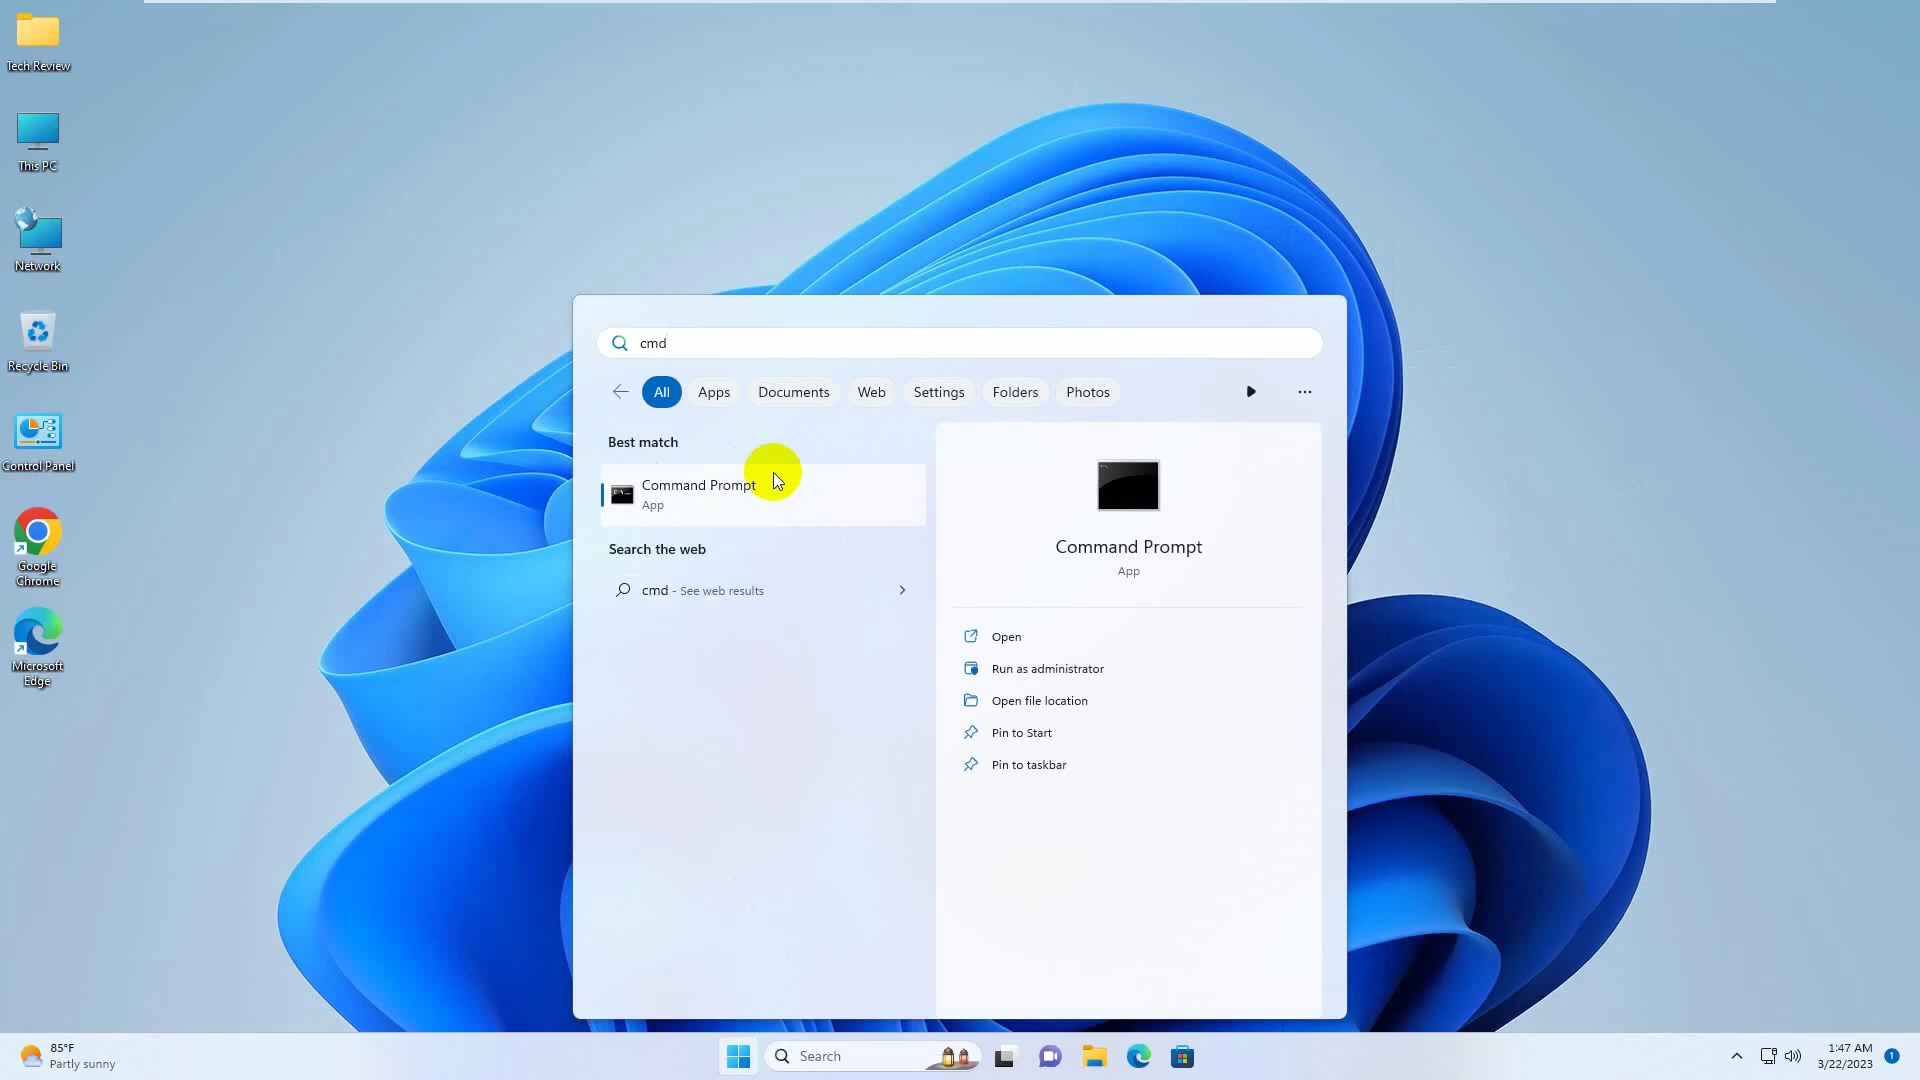 Tech Review
This PC
Network
Recycle Bin
Control Panel
Google
Chrome
Microsoft
Edge
cmd
All
Apps
Documents
Web
Settings
Folders
Photos
Best match
Command Prompt
App
Search the web
cmd - See web results
Command Prompt
App
Open
Run as administrator
Open file location
Pin to Start
Pin to taskbar
85°F
Partly sunny
Search
1:47 AM
3/22/2023
1